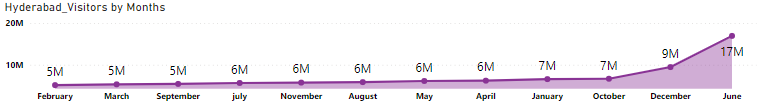 Hyderabad_Visitors by Months
20M
10M
5M 5M 5M 6M 6M 6M 6M 6M 7M 7M 9M 17M
February March September july November August May April January October December June